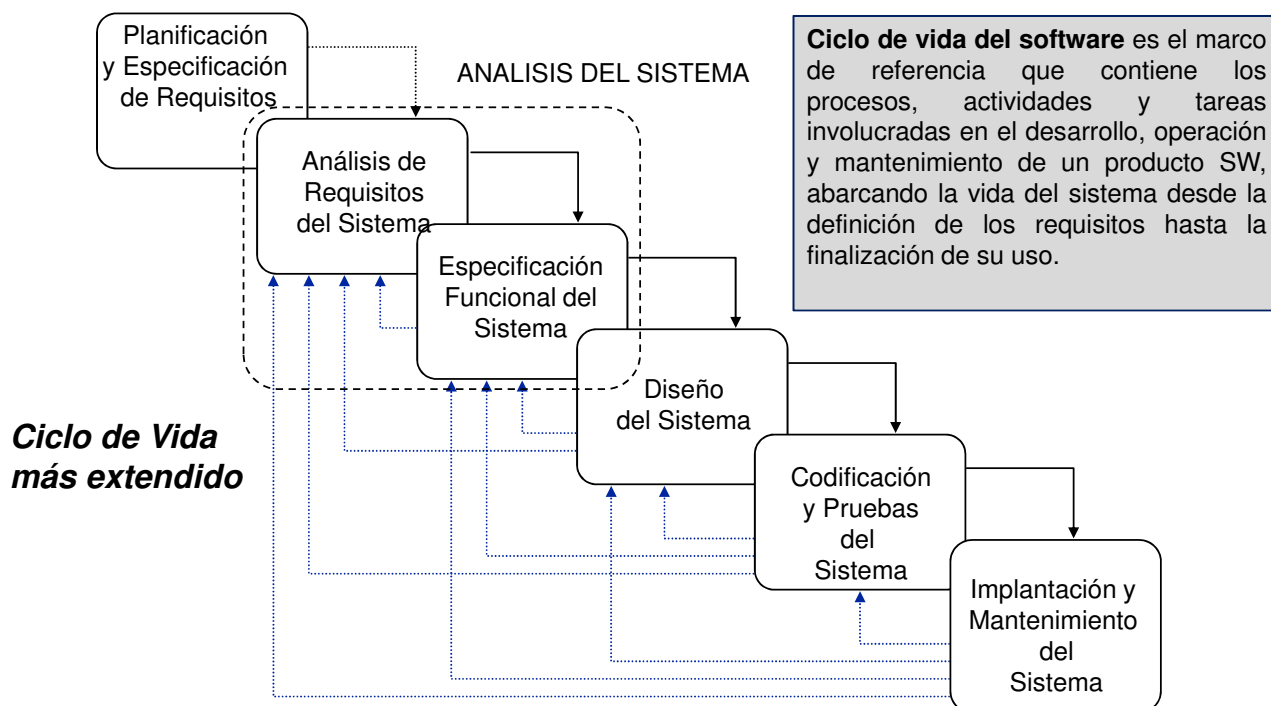 Planificación
y Especificación
de Requisitos
ANALISIS DEL SISTEMA
Ciclo de vida del software es el marco
de referencia que contiene los
procesos, actividades y tareas
involucradas en el desarrollo, operación
y mantenimiento de un producto SW,
abarcando la vida del sistema desde la
definición de los requisitos hasta la
finalización de su uso.
Análisis de
Requisitos
del Sistema
Especificación
Funcional del
Sistema
Diseño
del Sistema
Ciclo de Vida
más extendido
Codificación
y Pruebas
del
Sistema
Implantación y
Mantenimiento
del
Sistema